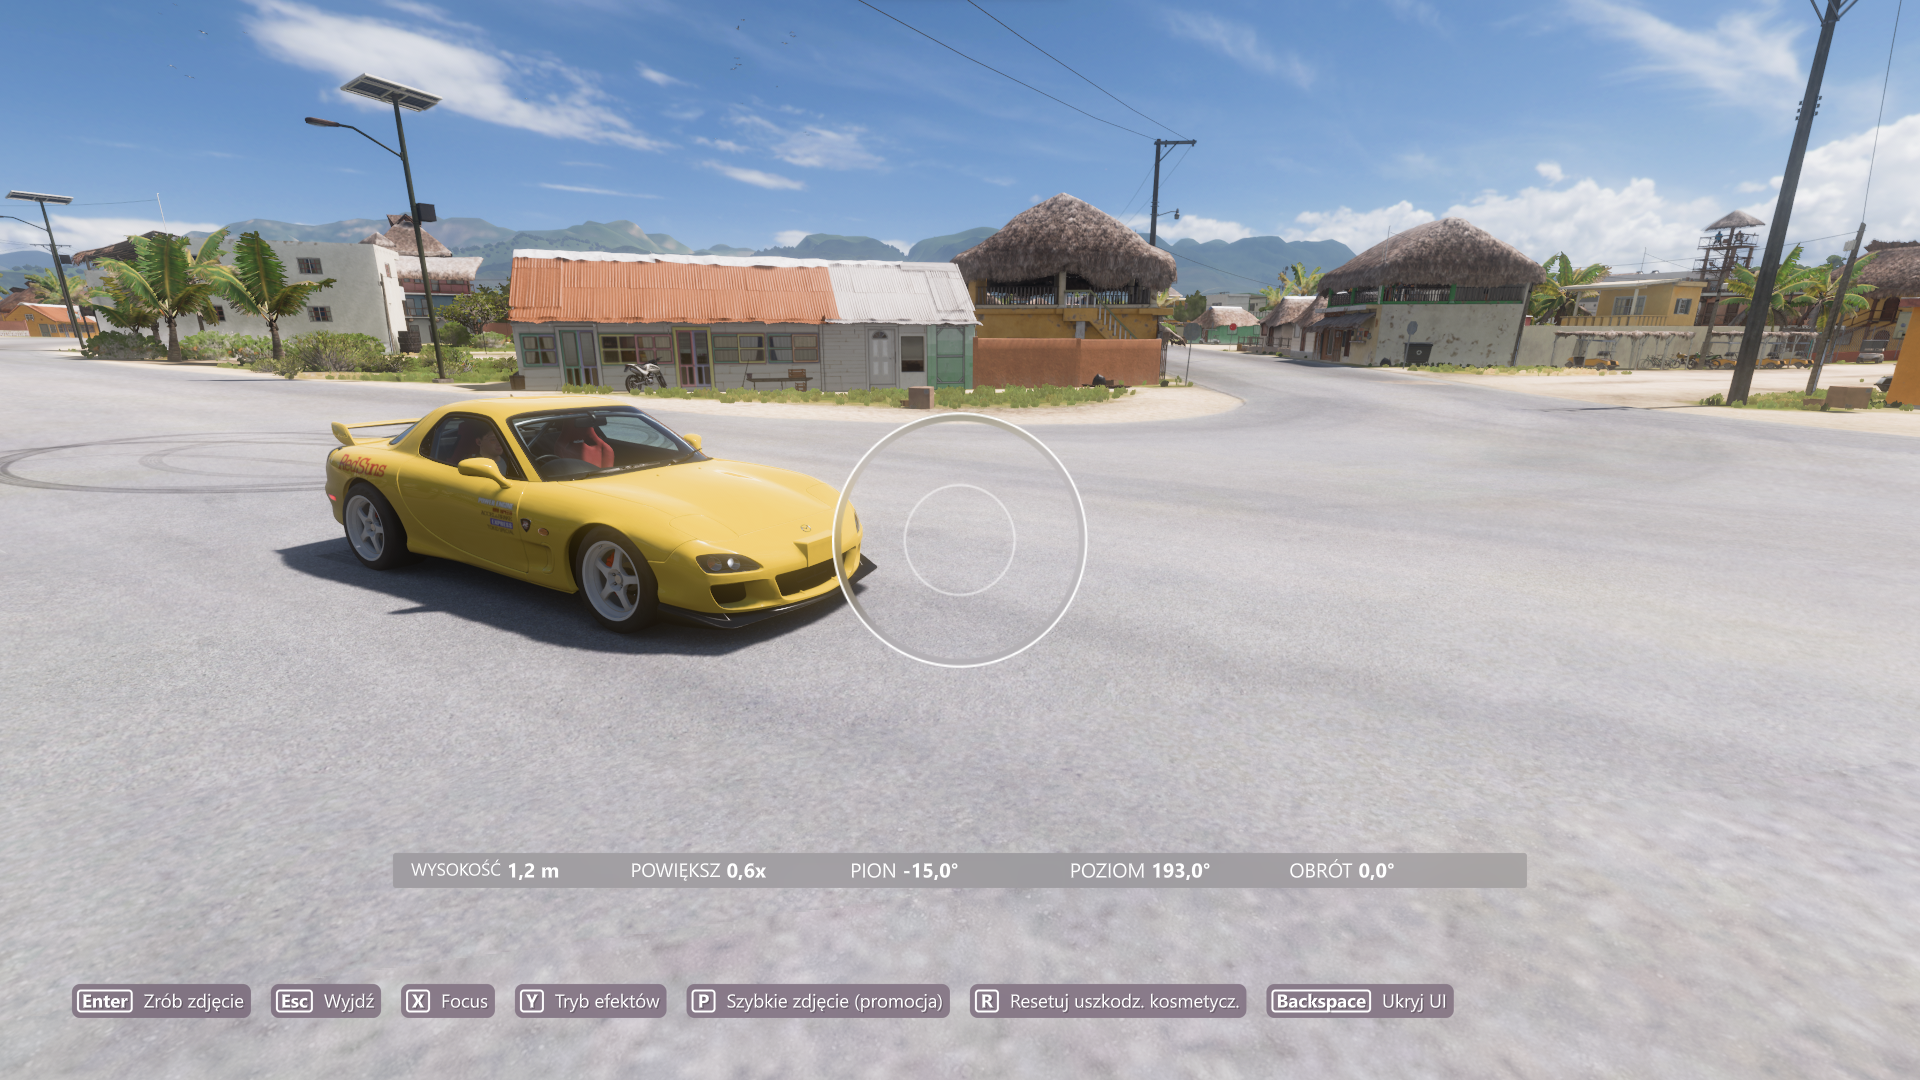 RedSuns
WYSOKOŚĆ 1,2 m POWIĘKSZ 0,6x PION -15,0° POZIOM 193,0° OBRÓT 0,0°
Enter Zrób zdjęcie Esc Wyjdź X Focus Y Tryb efektów P Szybkie zdjęcie (promocja) R Resetuj uszkodz. kosmetycz. Backspace Ukryj UI